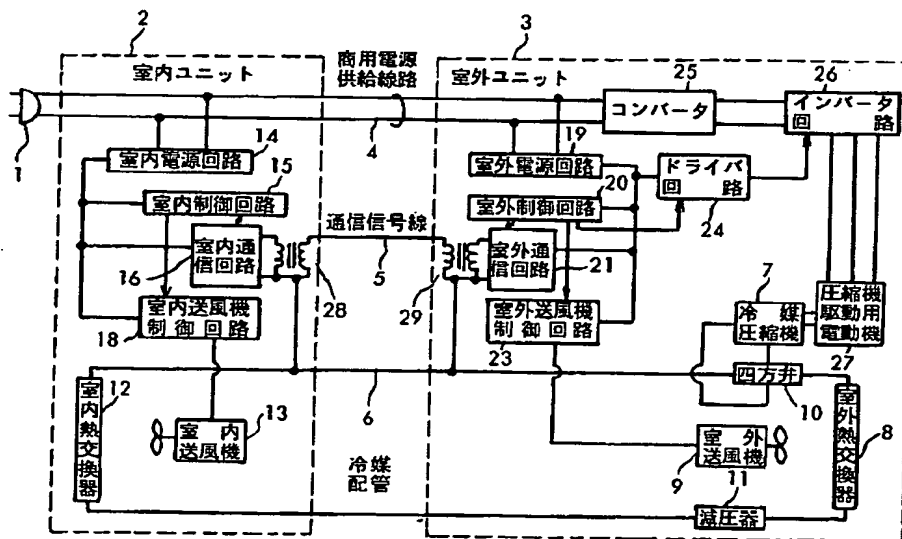 2
3
室内ユニット
商用電源
供給線路
室外ユニット
25
26
コンバータ
インバータ
回路
1
4
14
室内電源回路
19
室外電源回路
ドライバ
回路
24
15
室内制御回路
20
室外制御回路
通信信号線
5
室内通
信回路
16
28
29
室外通
信回路
21
室内送風機
制御回路
18
室外送風機
制御回路
23
7
冷媒
圧縮機
圧縮機
駆動用
電動機
27
四方弁
10
12
室内熱交換器
6
13
室内
送風機
冷媒
配管
室外
送風機
9
室外熱交換器
8
11
減圧器